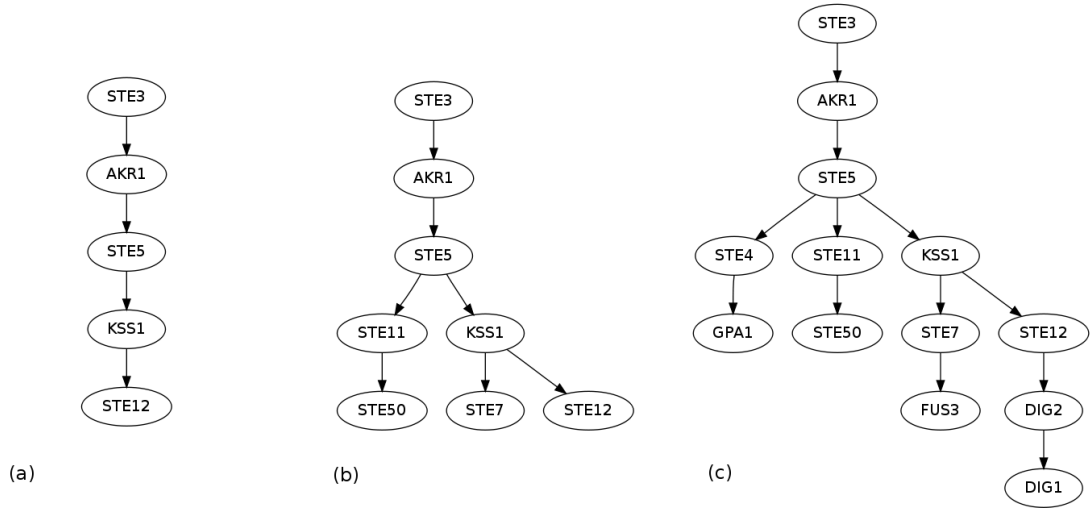 STE3
AKR1
STE5
KSS1
STE12
(a)
STE3
AKR1
STE5
STE11 KSS1
STE50 STE7 STE12
(b)
STE3
AKR1
STE5
STE4 STE11 KSS1
GPA1 STE50 STE7 STE12
FUS3 DIG2
DIG1
(c)